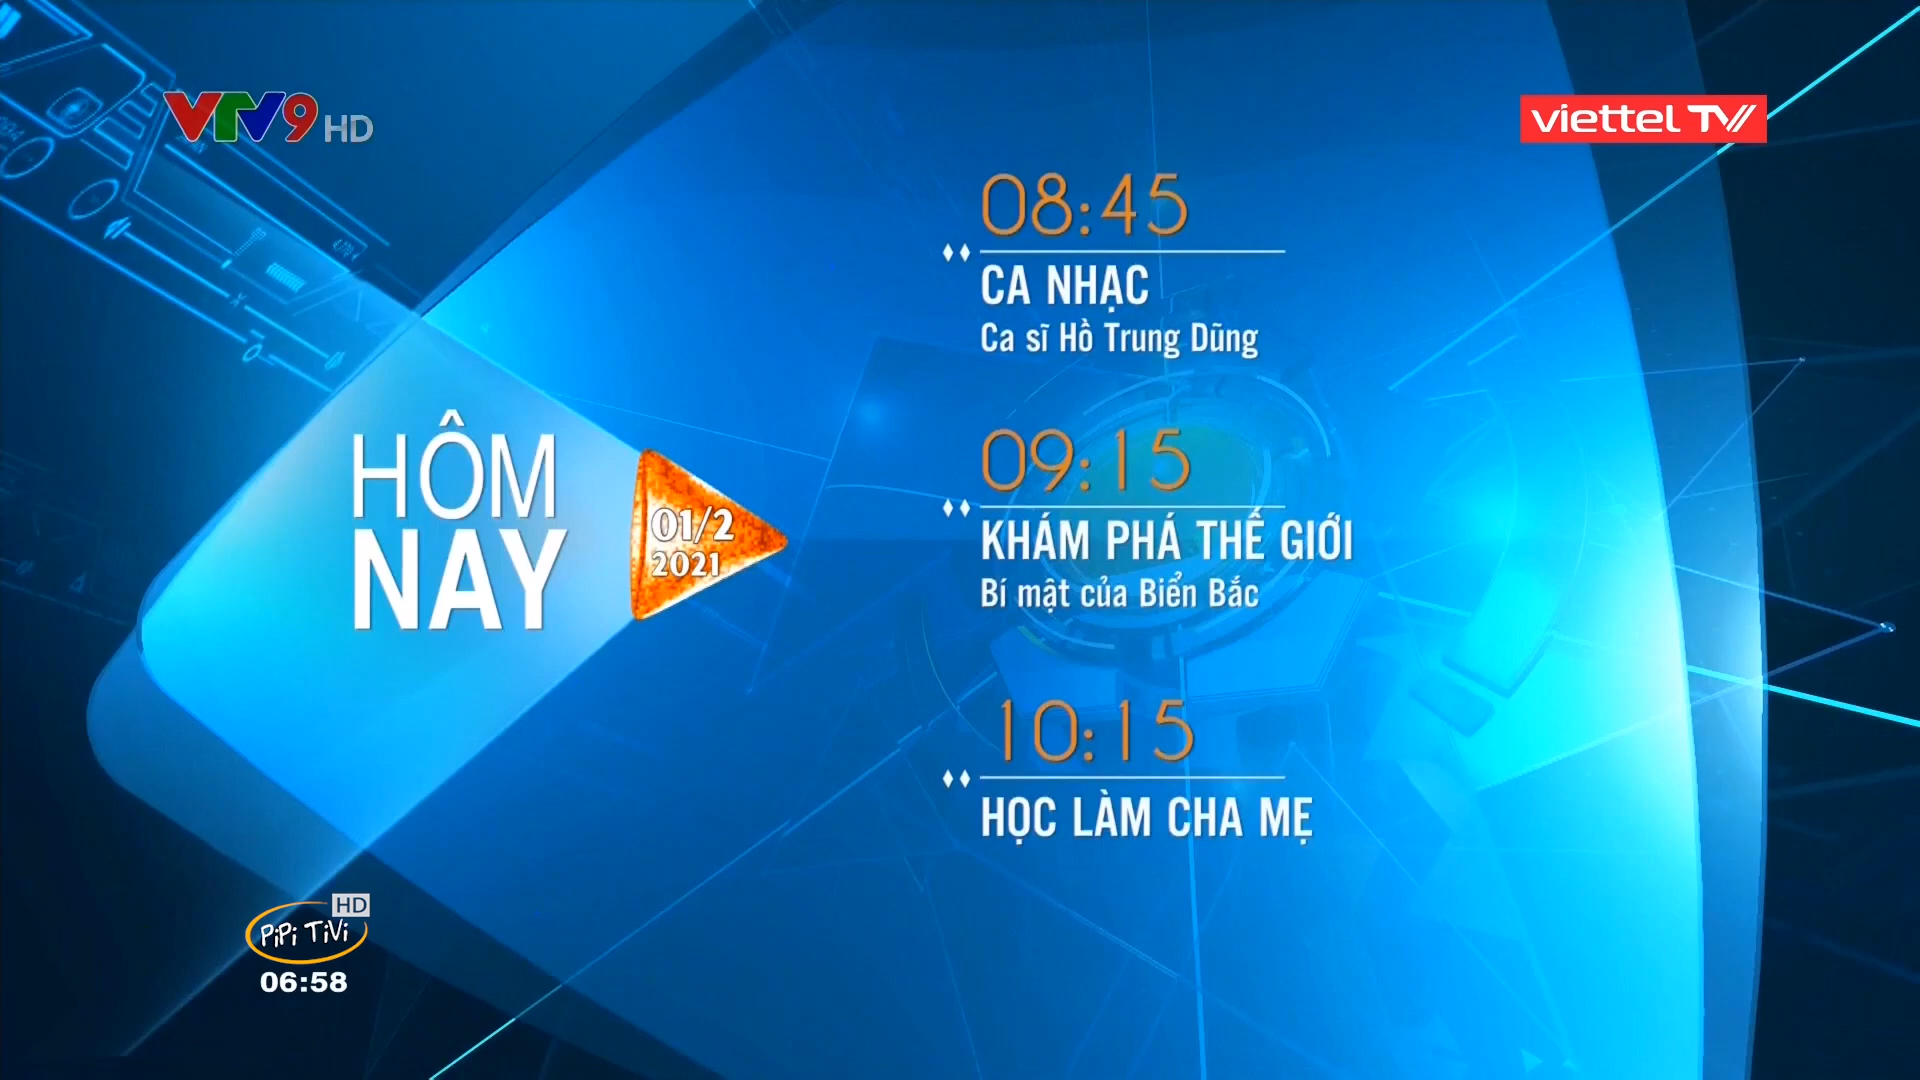 VTV9 HD
viettel TV
08:45
CA NHẠC
Ca sĩ Hồ Trung Dũng
HÔM
NAY
01/2
2021
09:15
KHÁM PHÁ THẾ GIỚI
Bí mật của Biển Bắc
10:15
HỌC LÀM CHA MẸ
HD
PiPi TiVi
06:58